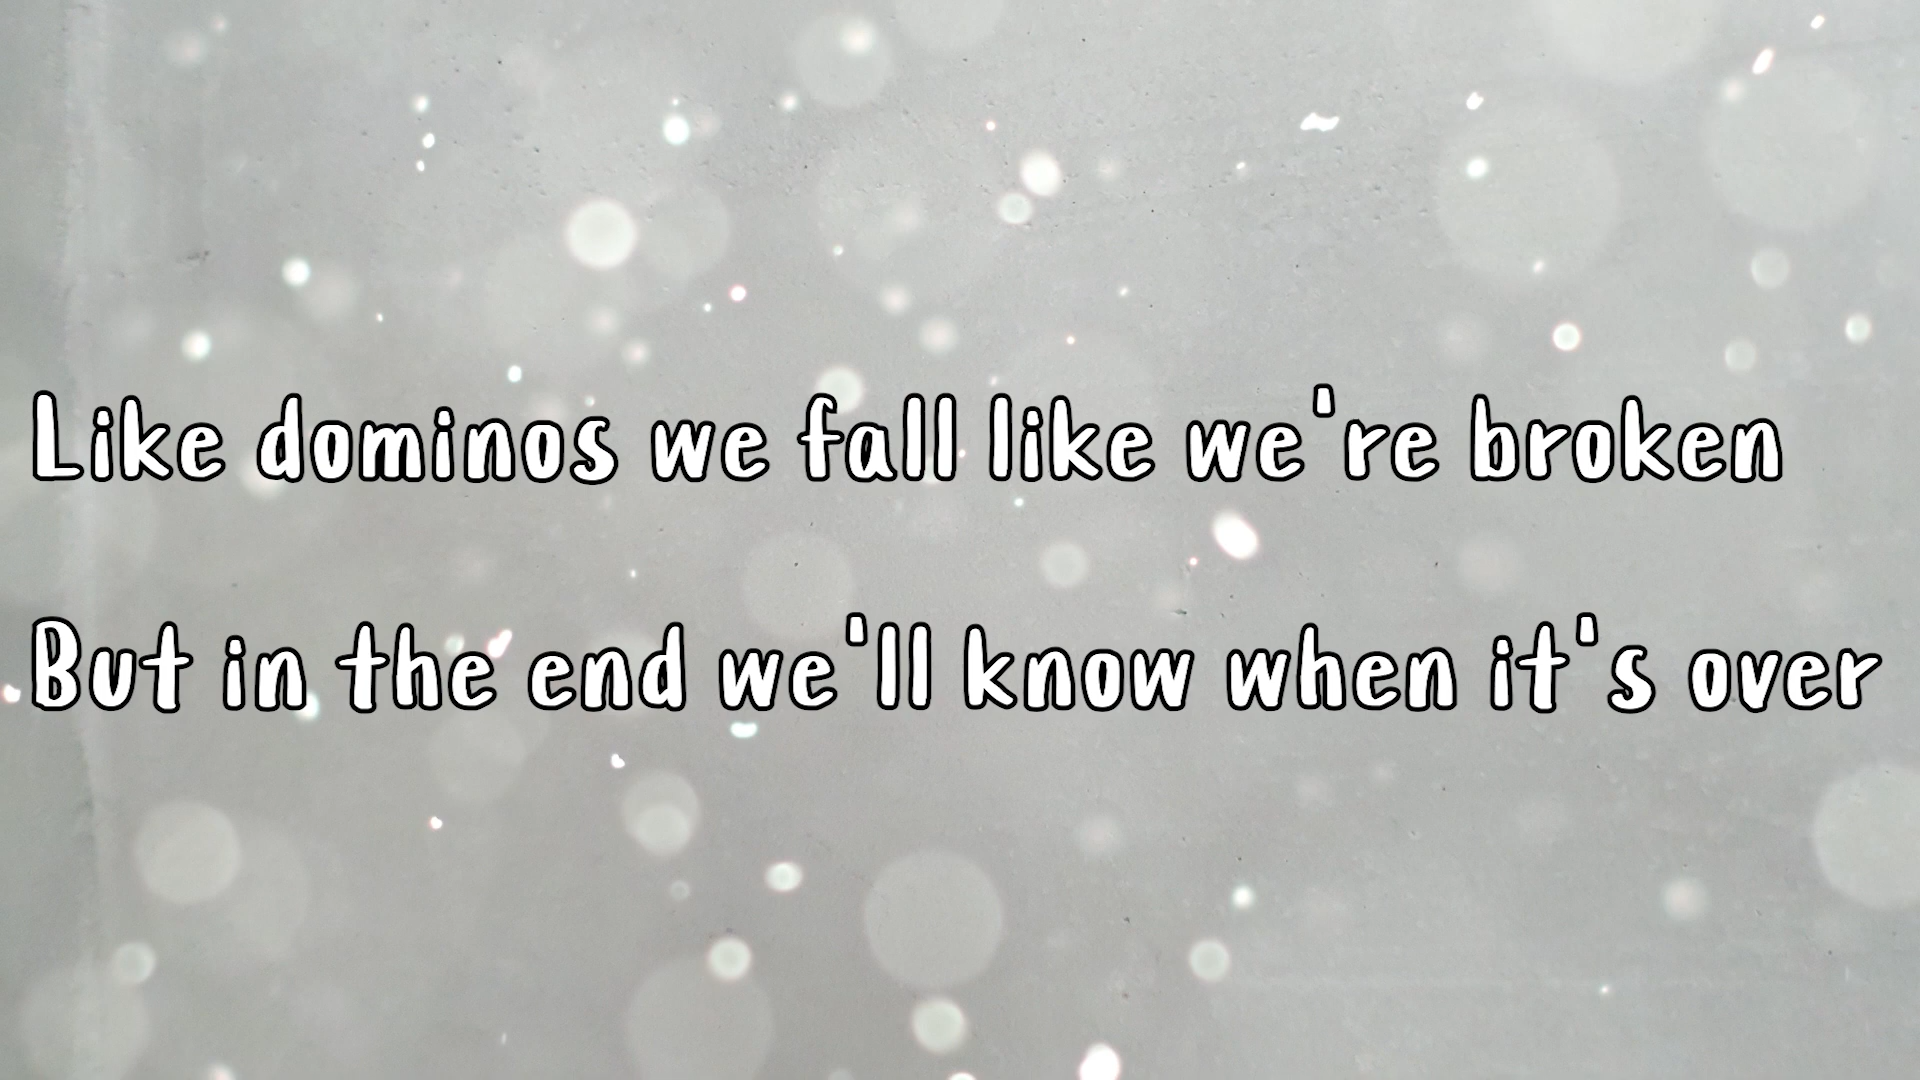 Like dominos we fall like we're broken
But in the end we'll know when it's over